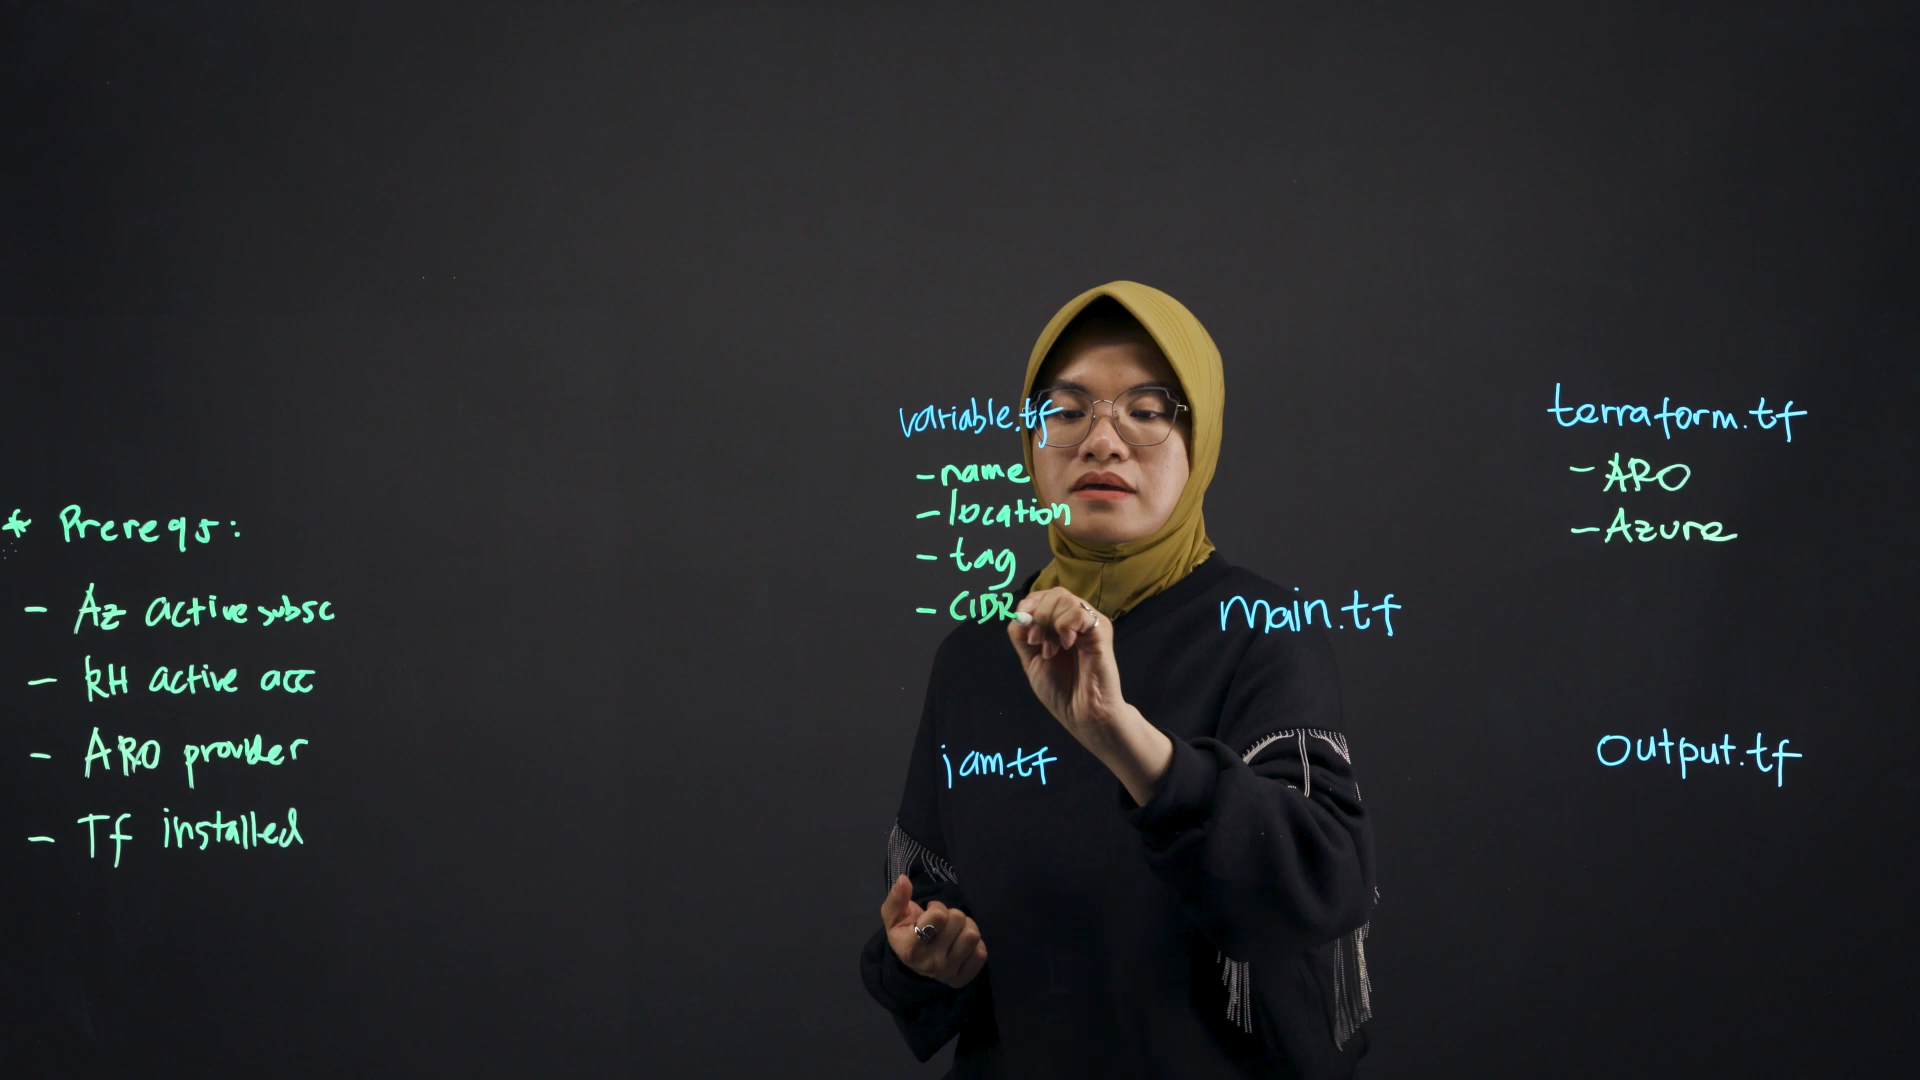 * Prereqs:
- Az active subsc
- RH active acc
- ARO provider
- Tf installed
variable.tf
- name
- location
- tag
- CIDR
iam.tf
main.tf
terraform.tf
- ARO
- Azure
output.tf